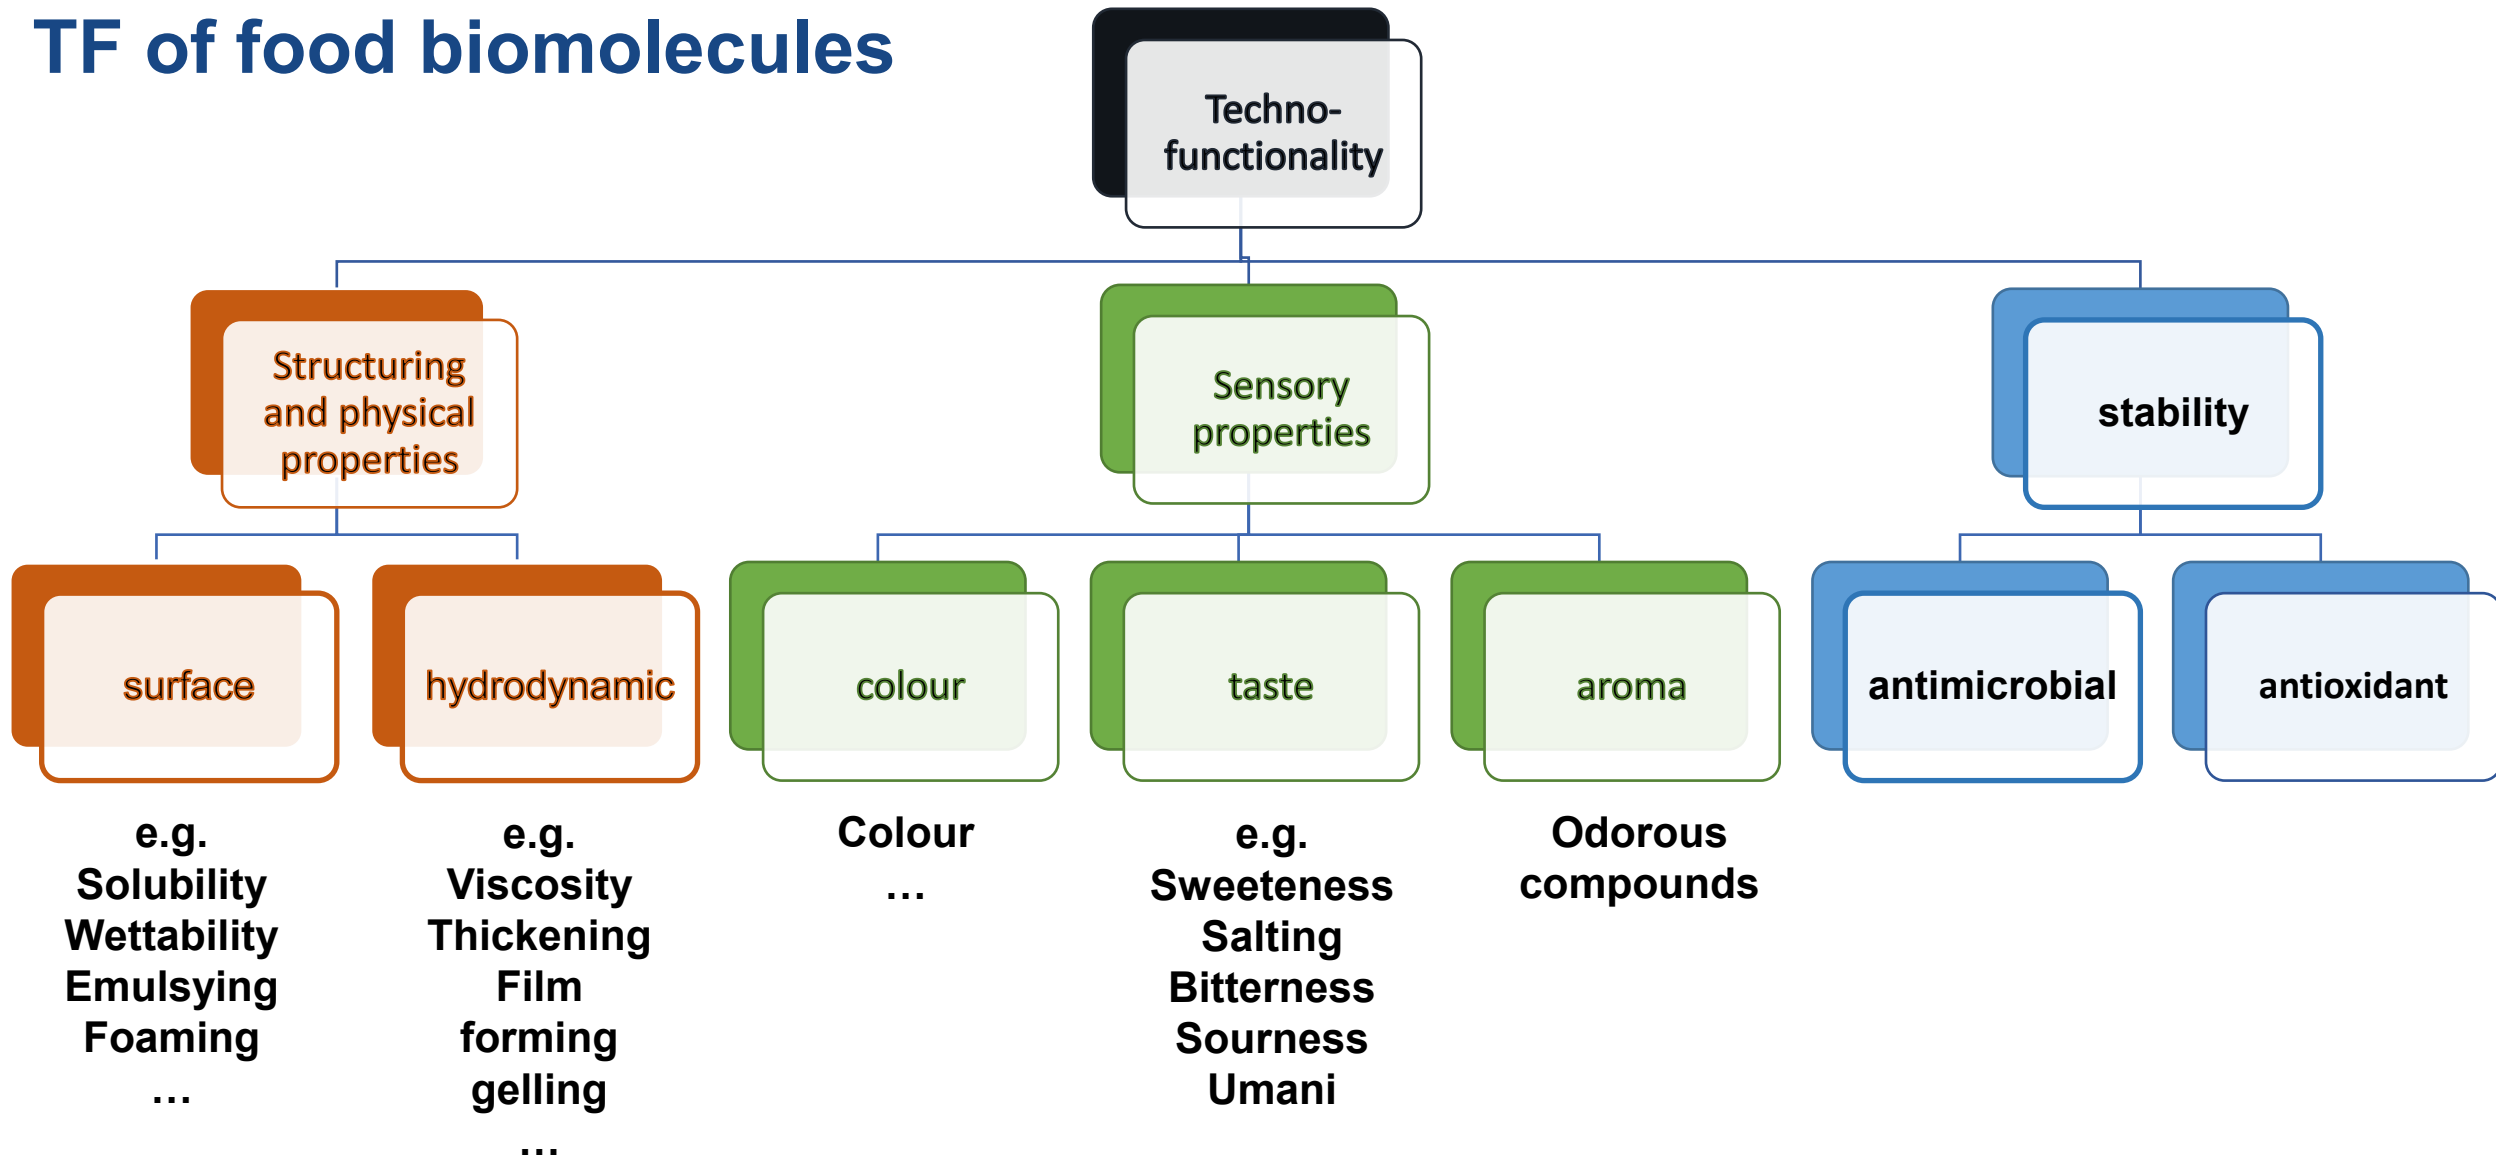 TF of food biomolecules
Techno-
functionality
Structuring
and physical
properties
Sensory
properties
stability
surface
hydrodynamic
colour
taste
aroma
antimicrobial
antioxidant
e.g.
Solubility
Wettability
Emulsying
Foaming
...
e.g.
Viscosity
Thickening
Film
forming
gelling
...
Colour
...
e.g.
Sweeteness
Salting
Bitterness
Sourness
Umani
Odorous
compounds